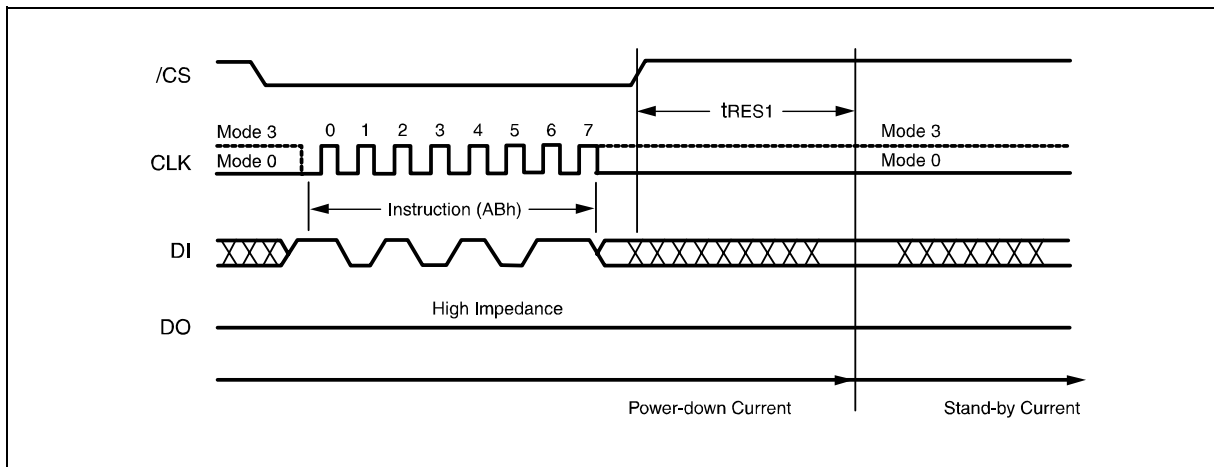 /CS
tRES1
Mode 3 0 1 2 3 4 5 6 7 Mode 3
CLK Mode 0 Mode 0
Instruction (ABh)
DI
High Impedance
DO
Power-down Current Stand-by Current